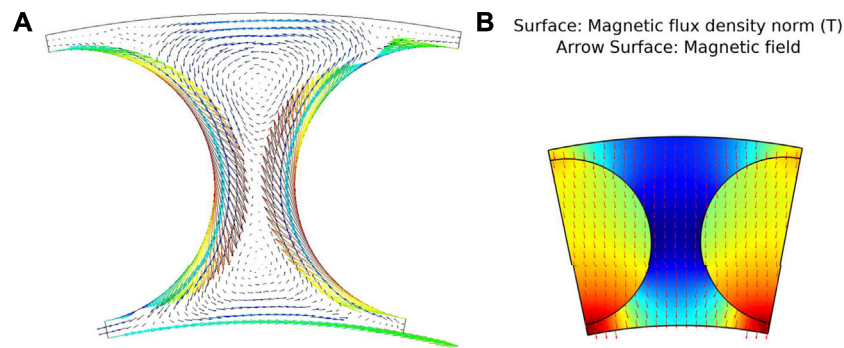 A
B
Surface: Magnetic flux density norm (T)
Arrow Surface: Magnetic field